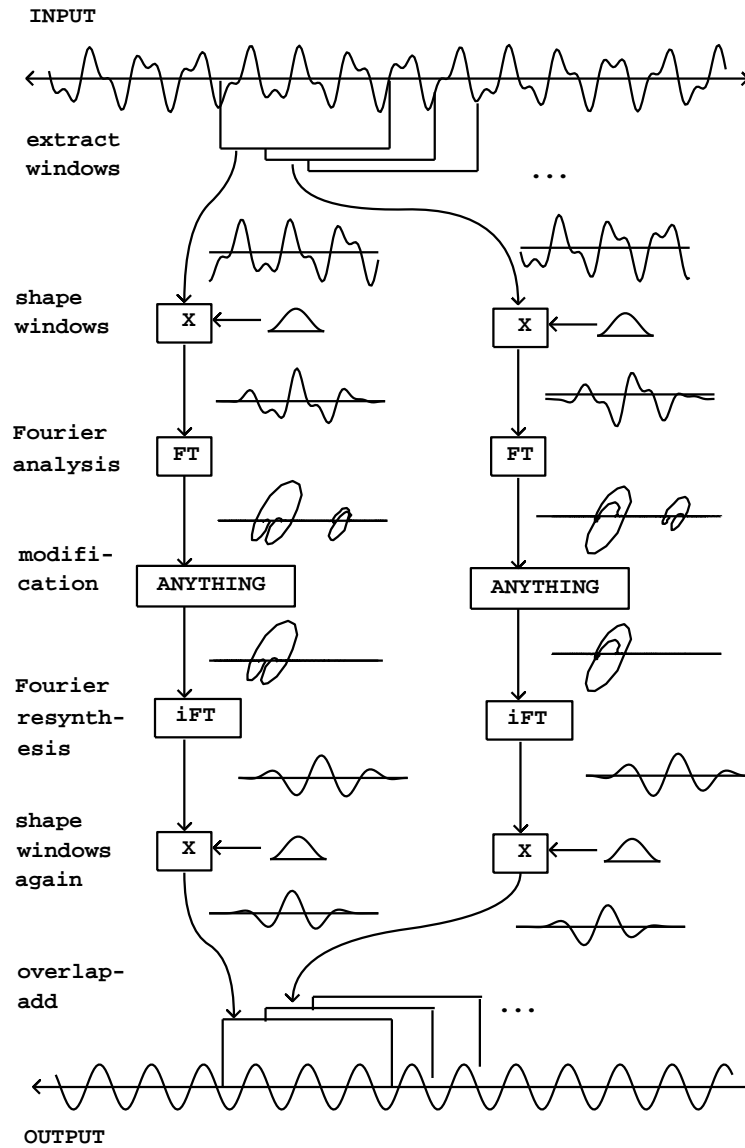 INPUT
extract
windows
...
shape
windows
X
X
Fourier
analysis
FT
FT
modifi-
cation
ANYTHING
ANYTHING
Fourier
resynth-
esis
iFT
iFT
shape
windows
again
X
X
overlap-
add
...
OUTPUT